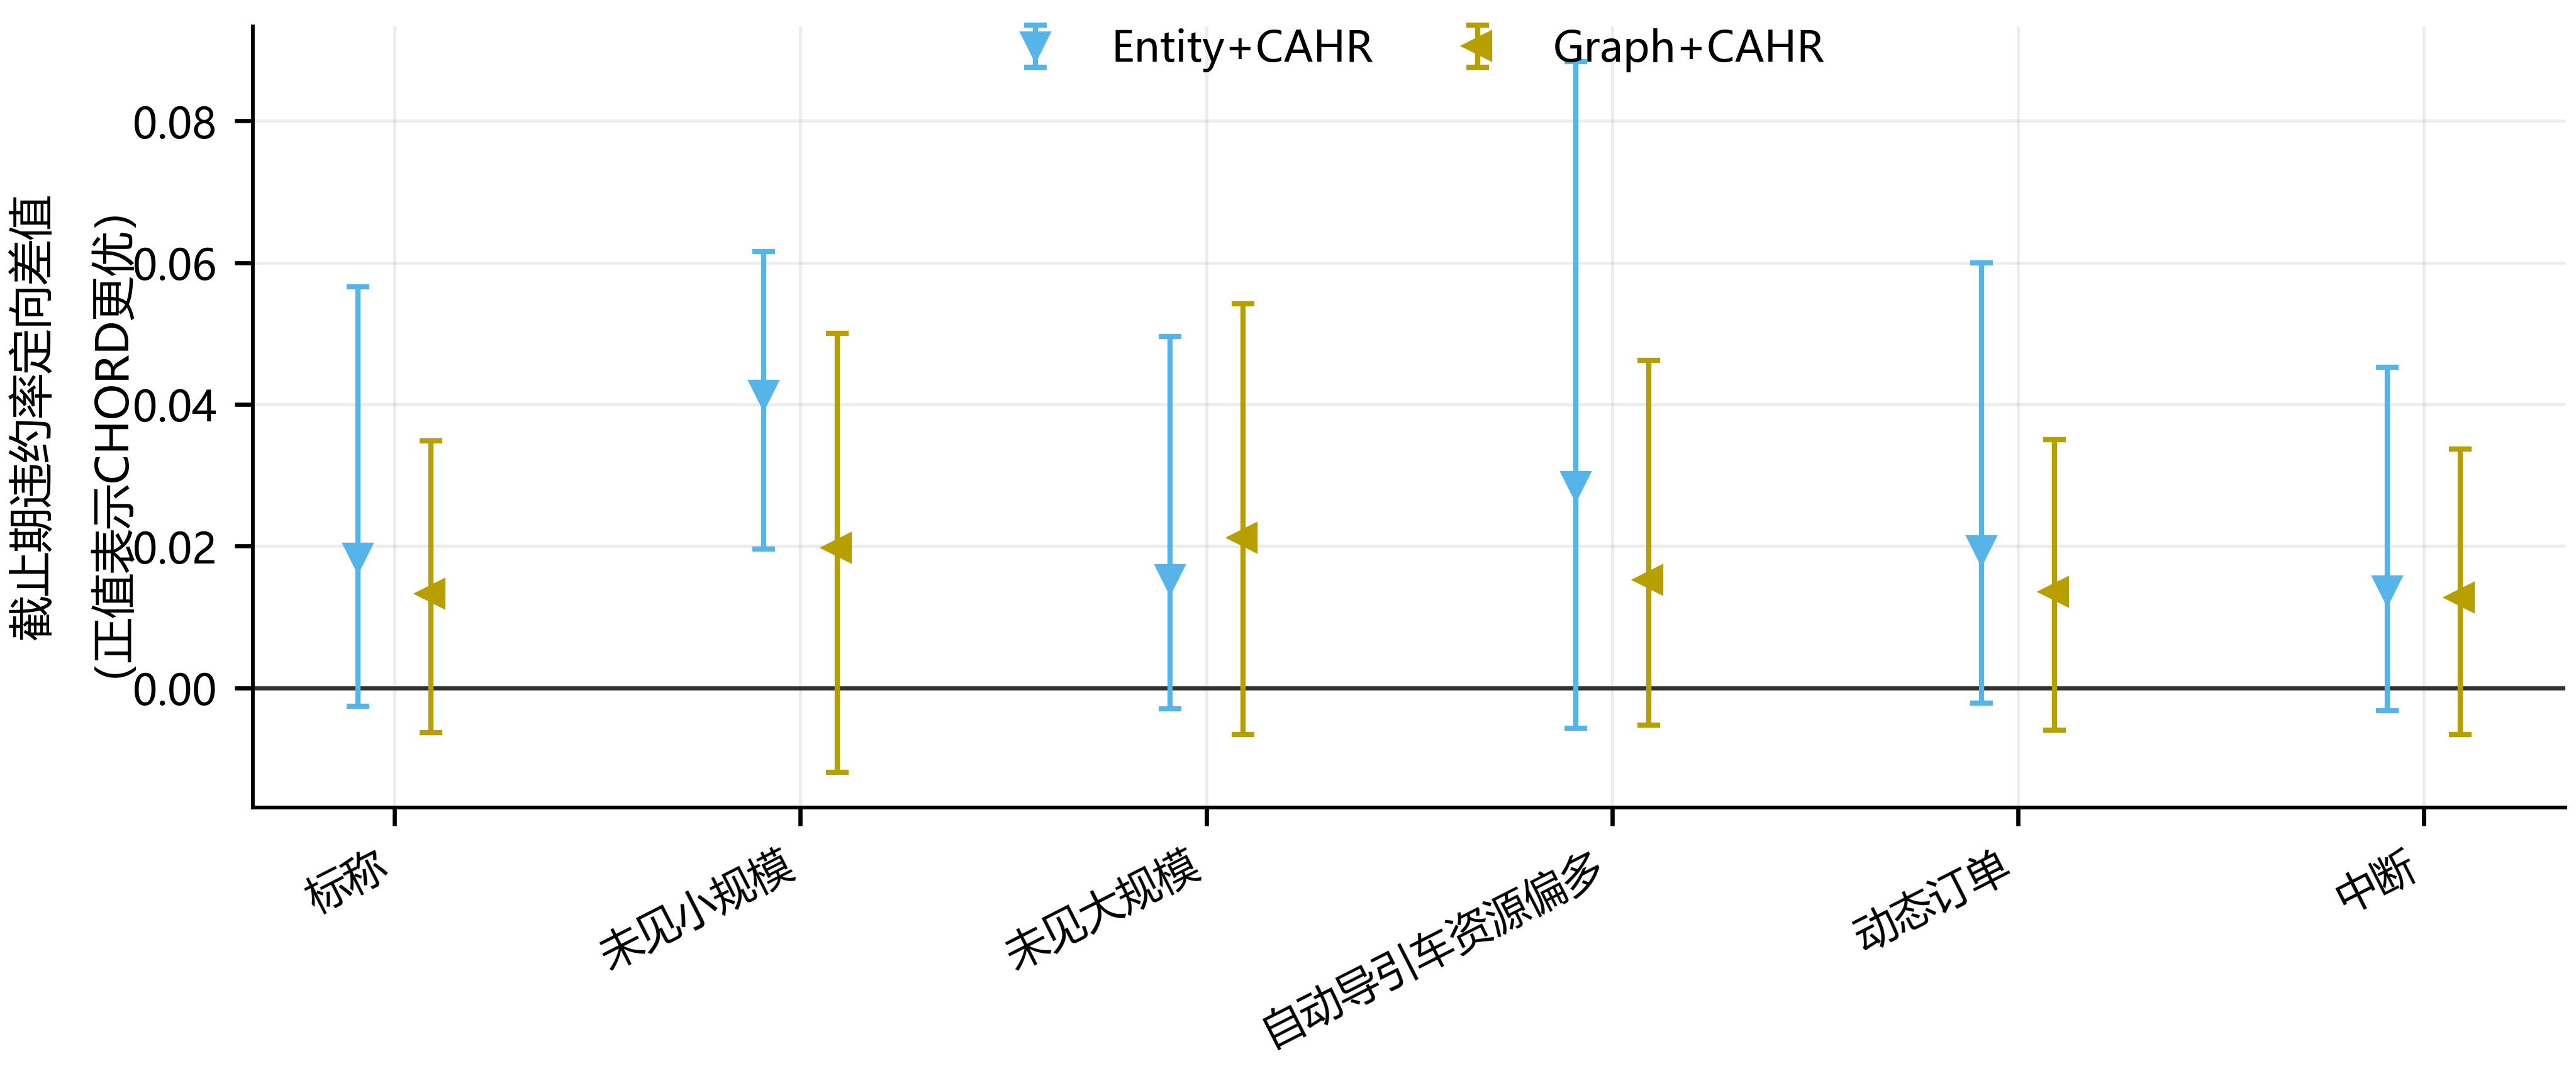 Entity+CAHR
Graph+CAHR
截止期违约率定向差值
(正值表示CHORD更优)
0.08
0.06
0.04
0.02
0.00
标称
未见小规模
未见大规模
自动导引车资源偏多
动态订单
中断